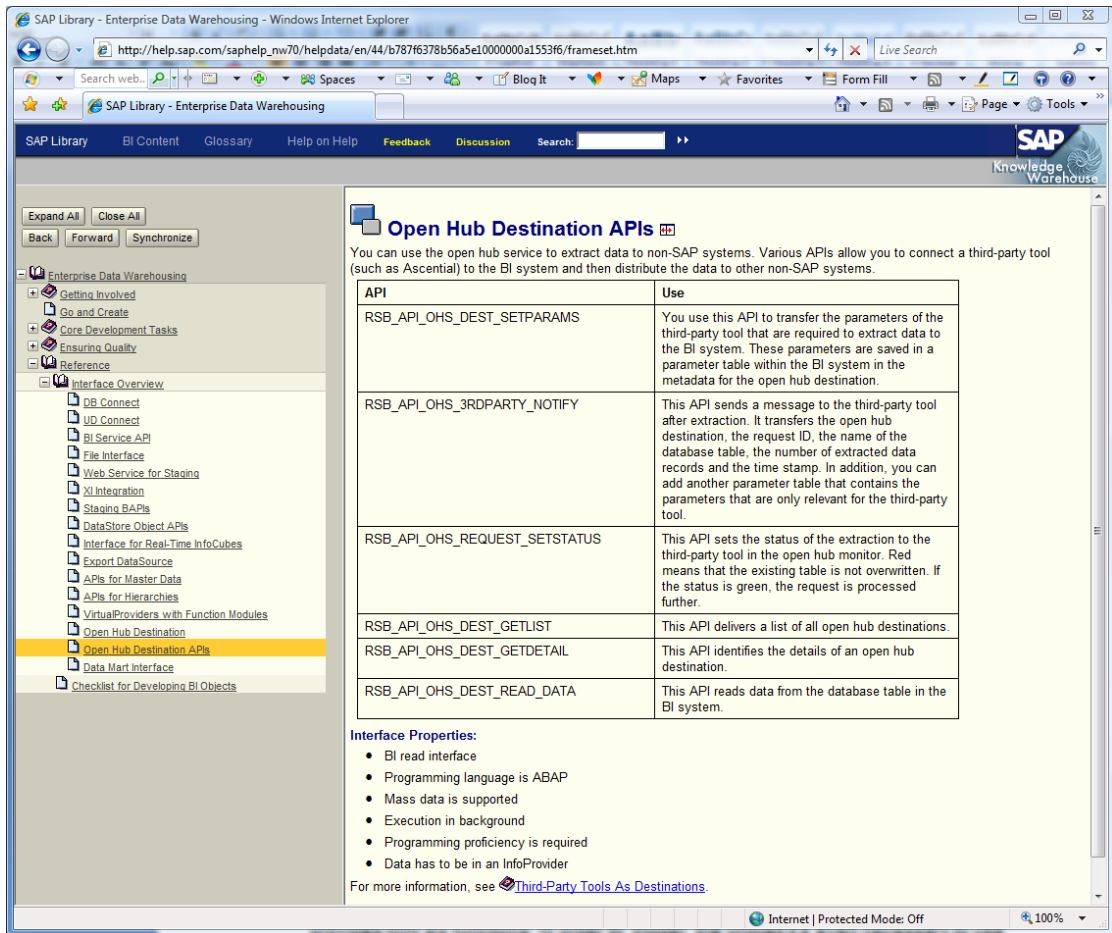 SAP Library - Enterprise Data Warehousing - Windows Internet Explorer
http://help.sap.com/saphelp_nw70/helpdata/en/44/b787f6378b56a5e10000000a1553f6/frameset.htm
Live Search
Search web..
Spaces
Blog It
Maps
Favorites
Form Fill
SAP Library - Enterprise Data Warehousing
Page
Tools
SAP Library BI Content Glossary Help on Help Feedback Discussion Search:
SAP
Knowledge
Warehouse
Expand All Close All
Back Forward Synchronize
Enterprise Data Warehousing
Getting Involved
Go and Create
Core Development Tasks
Ensuring Quality
Reference
Interface Overview
DB Connect
UD Connect
BI Service API
File Interface
Web Service for Staging
XI Integration
Staging BAPIs
DataStore Object APIs
Interface for Real-Time InfoCubes
Export DataSource
APIs for Master Data
APIs for Hierarchies
VirtualProviders with Function Modules
Open Hub Destination
Open Hub Destination APIs
Data Mart Interface
Checklist for Developing BI Objects
Open Hub Destination APIs
You can use the open hub service to extract data to non-SAP systems. Various APIs allow you to connect a third-party tool
(such as Ascential) to the BI system and then distribute the data to other non-SAP systems.
API Use
RSB_API_OHS_DEST_SETPARAMS You use this API to transfer the parameters of the
third-party tool that are required to extract data to
the BI system. These parameters are saved in a
parameter table within the BI system in the
metadata for the open hub destination.
RSB_API_OHS_3RDPARTY_NOTIFY This API sends a message to the third-party tool
after extraction. It transfers the open hub
destination, the request ID, the name of the
database table, the number of extracted data
records and the time stamp. In addition, you can
add another parameter table that contains the
parameters that are only relevant for the third-party
tool.
RSB_API_OHS_REQUEST_SETSTATUS This API sets the status of the extraction to the
third-party tool in the open hub monitor. Red
means that the existing table is not overwritten. If
the status is green, the request is processed
further.
RSB_API_OHS_DEST_GETLIST This API delivers a list of all open hub destinations.
RSB_API_OHS_DEST_GETDETAIL This API identifies the details of an open hub
destination.
RSB_API_OHS_DEST_READ_DATA This API reads data from the database table in the
BI system.
Interface Properties:
• BI read interface
• Programming language is ABAP
• Mass data is supported
• Execution in background
• Programming proficiency is required
• Data has to be in an InfoProvider
For more information, see Third-Party Tools As Destinations.
Internet | Protected Mode: Off
100%